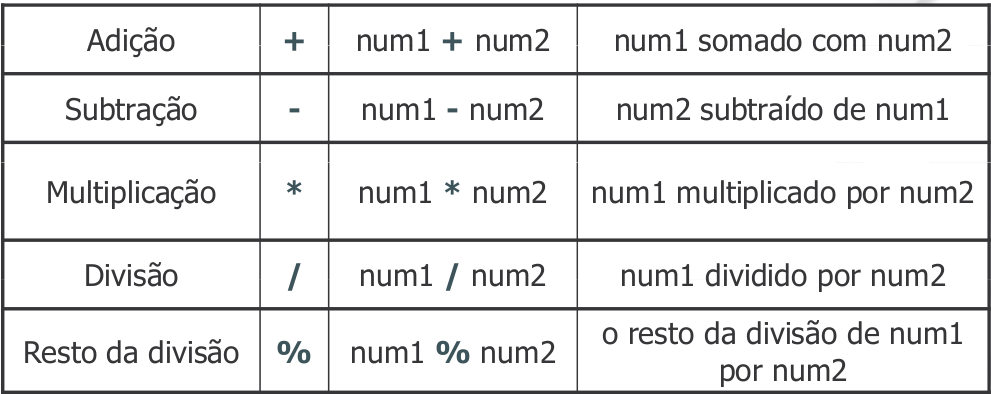 Adição + num1 + num2 num1 somado com num2
Subtração - num1 - num2 num2 subtraído de num1
Multiplicação * num1 * num2 num1 multiplicado por num2
Divisão / num1 / num2 num1 dividido por num2
Resto da divisão % num1 % num2 o resto da divisão de num1
por num2